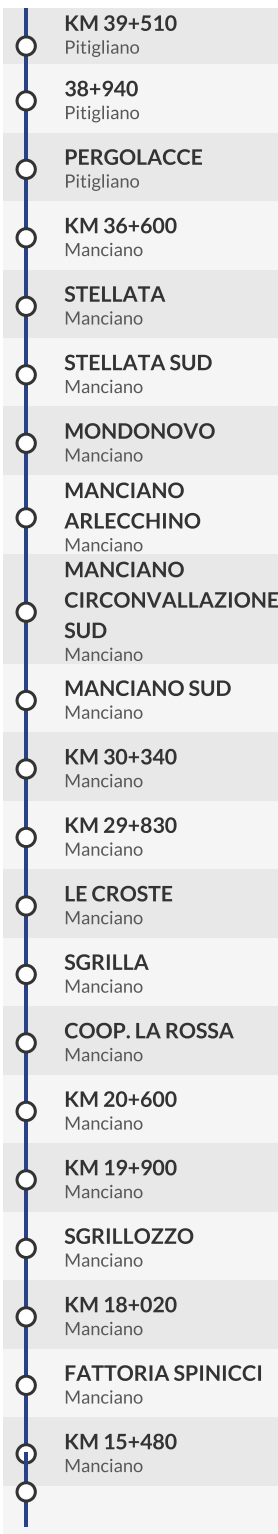 KM 39+510
Pitigliano
38+940
Pitigliano
PERGOLACCE
Pitigliano
KM 36+600
Manciano
STELLATA
Manciano
STELLATA SUD
Manciano
MONDONOVO
Manciano
MANCIANO
ARLECCHINO
Manciano
MANCIANO
CIRCONVALLAZIONE
SUD
Manciano
MANCIANO SUD
Manciano
KM 30+340
Manciano
KM 29+830
Manciano
LE CROSTE
Manciano
SGRILLA
Manciano
COOP. LA ROSSA
Manciano
KM 20+600
Manciano
KM 19+900
Manciano
SGRILLOZZO
Manciano
KM 18+020
Manciano
FATTORIA SPINICCI
Manciano
KM 15+480
Manciano